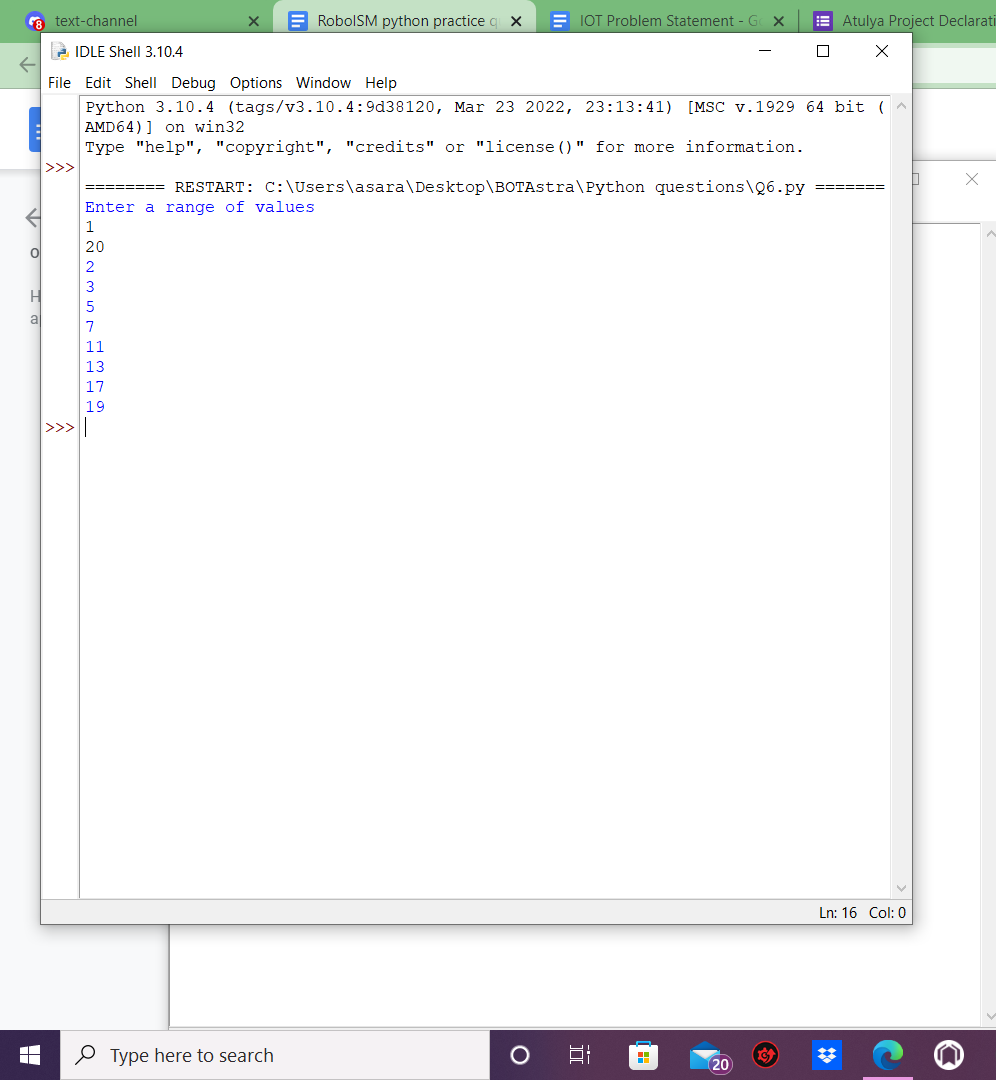 text-channel
RoboISM python practice q
IOT Problem Statement - Go
Atulya Project Declarati
8
IDLE Shell 3.10.4
File Edit Shell Debug Options Window Help
Python 3.10.4 (tags/v3.10.4:9d38120, Mar 23 2022, 23:13:41) [MSC v.1929 64 bit (
AMD64)] on win32
Type "help", "copyright", "credits" or "license()" for more information.
>>>
======== RESTART: C:\Users\asara\Desktop\BOTAstra\Python questions\Q6.py =======
Enter a range of values
1
20
2
3
5
7
11
13
17
19
>>>
Ln: 16 Col: 0
Type here to search
20